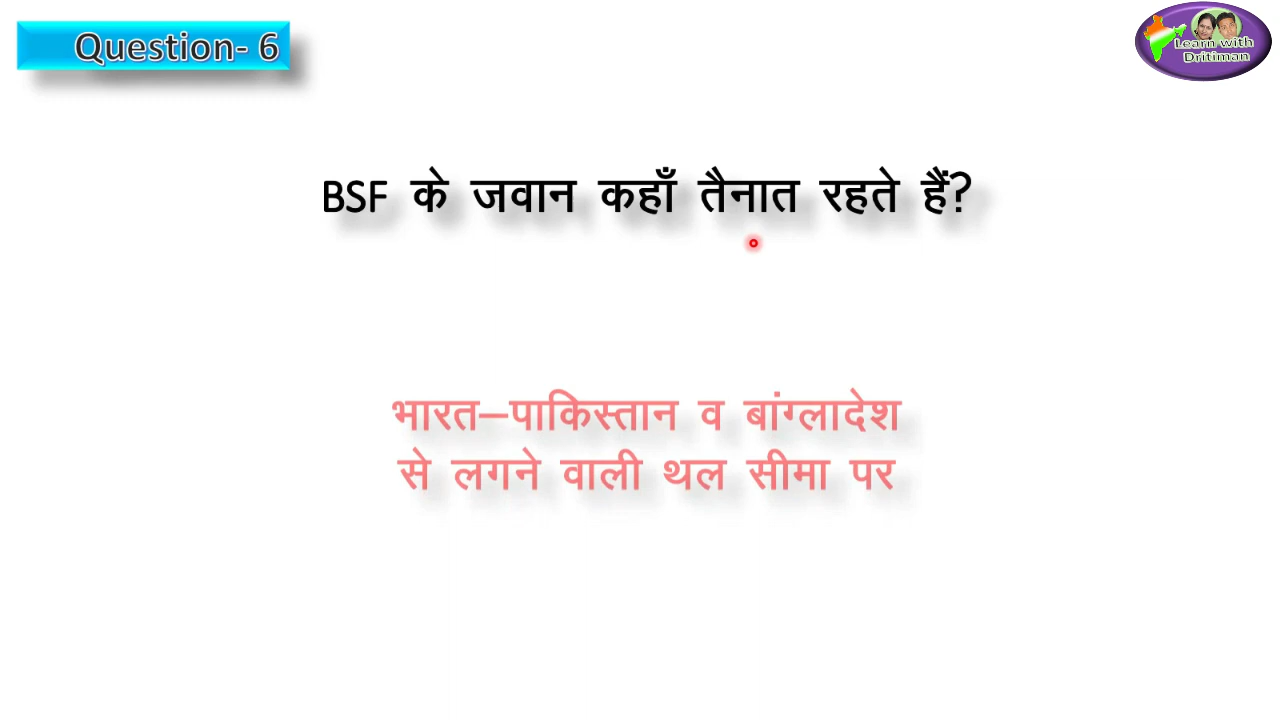 Question- 6
Learn with
Dritiman
BSF के जवान कहाँ तैनात रहते हैं?
भारत–पाकिस्तान व बांग्लादेश
से लगने वाली थल सीमा पर